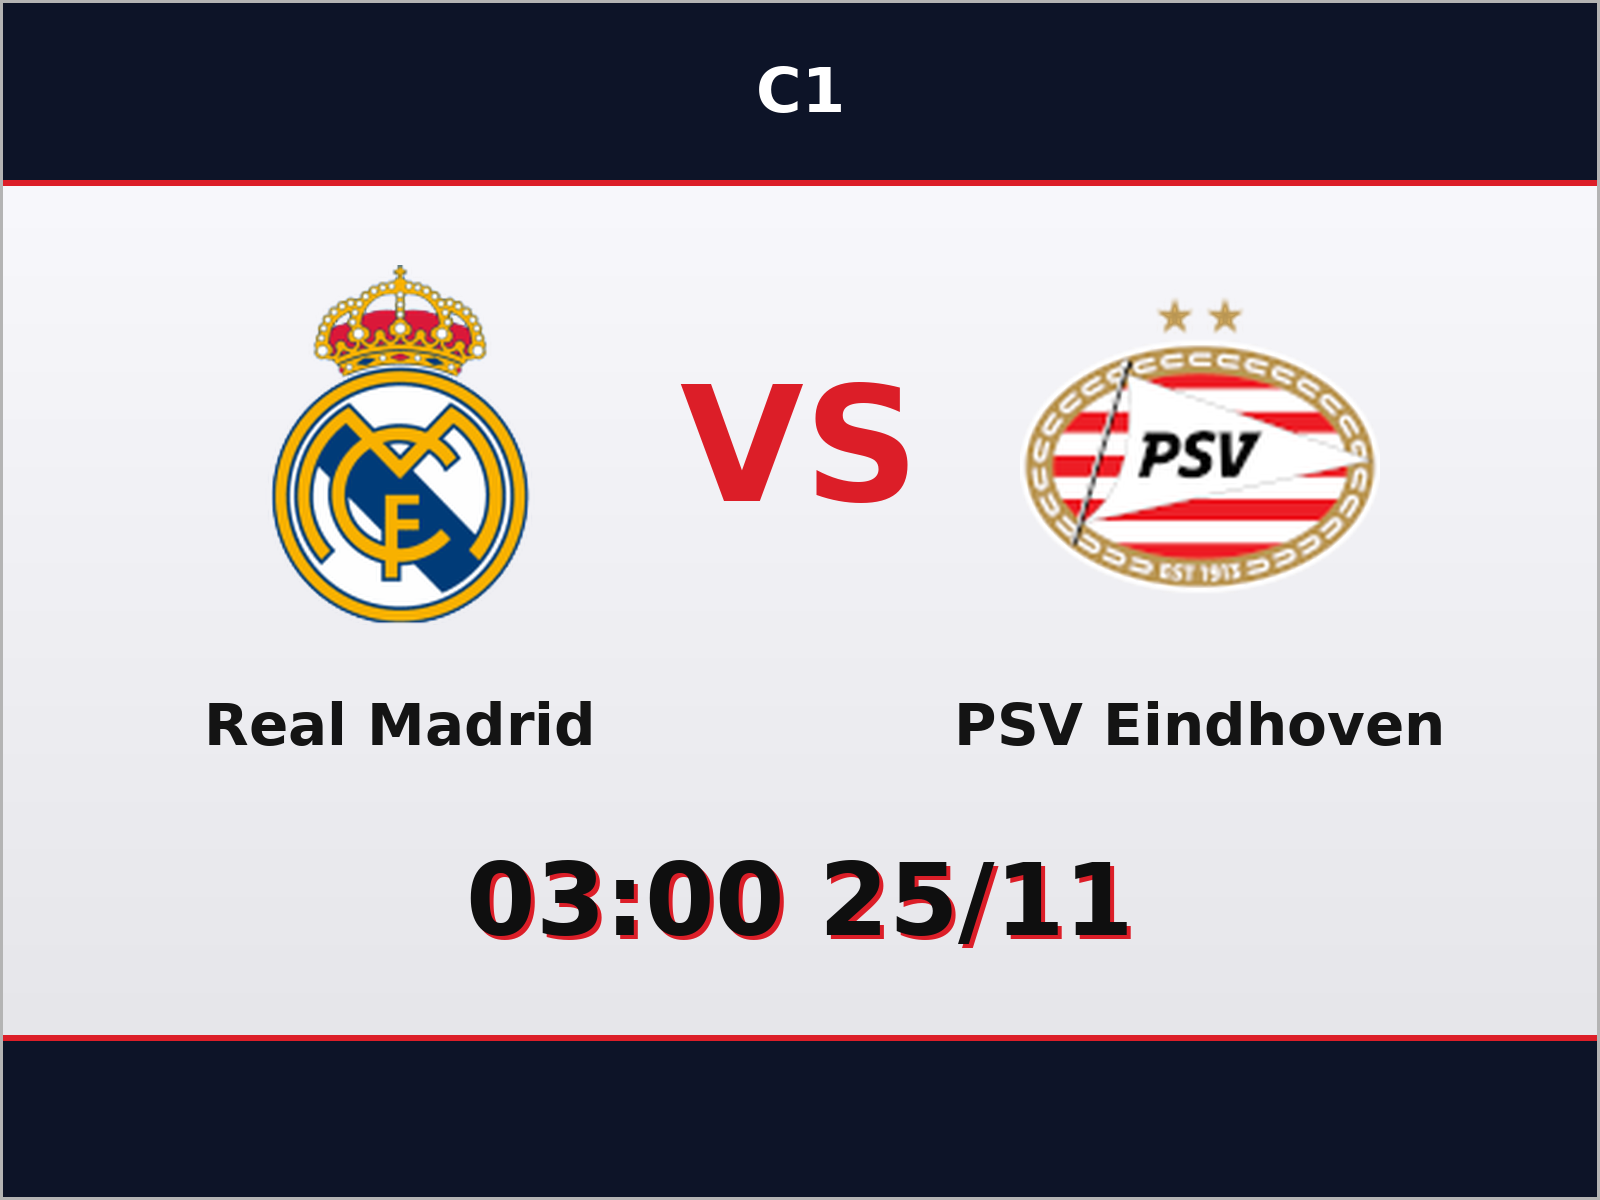 C1
VS
PSV
EST 1913
Real Madrid
PSV Eindhoven
03:00 25/11